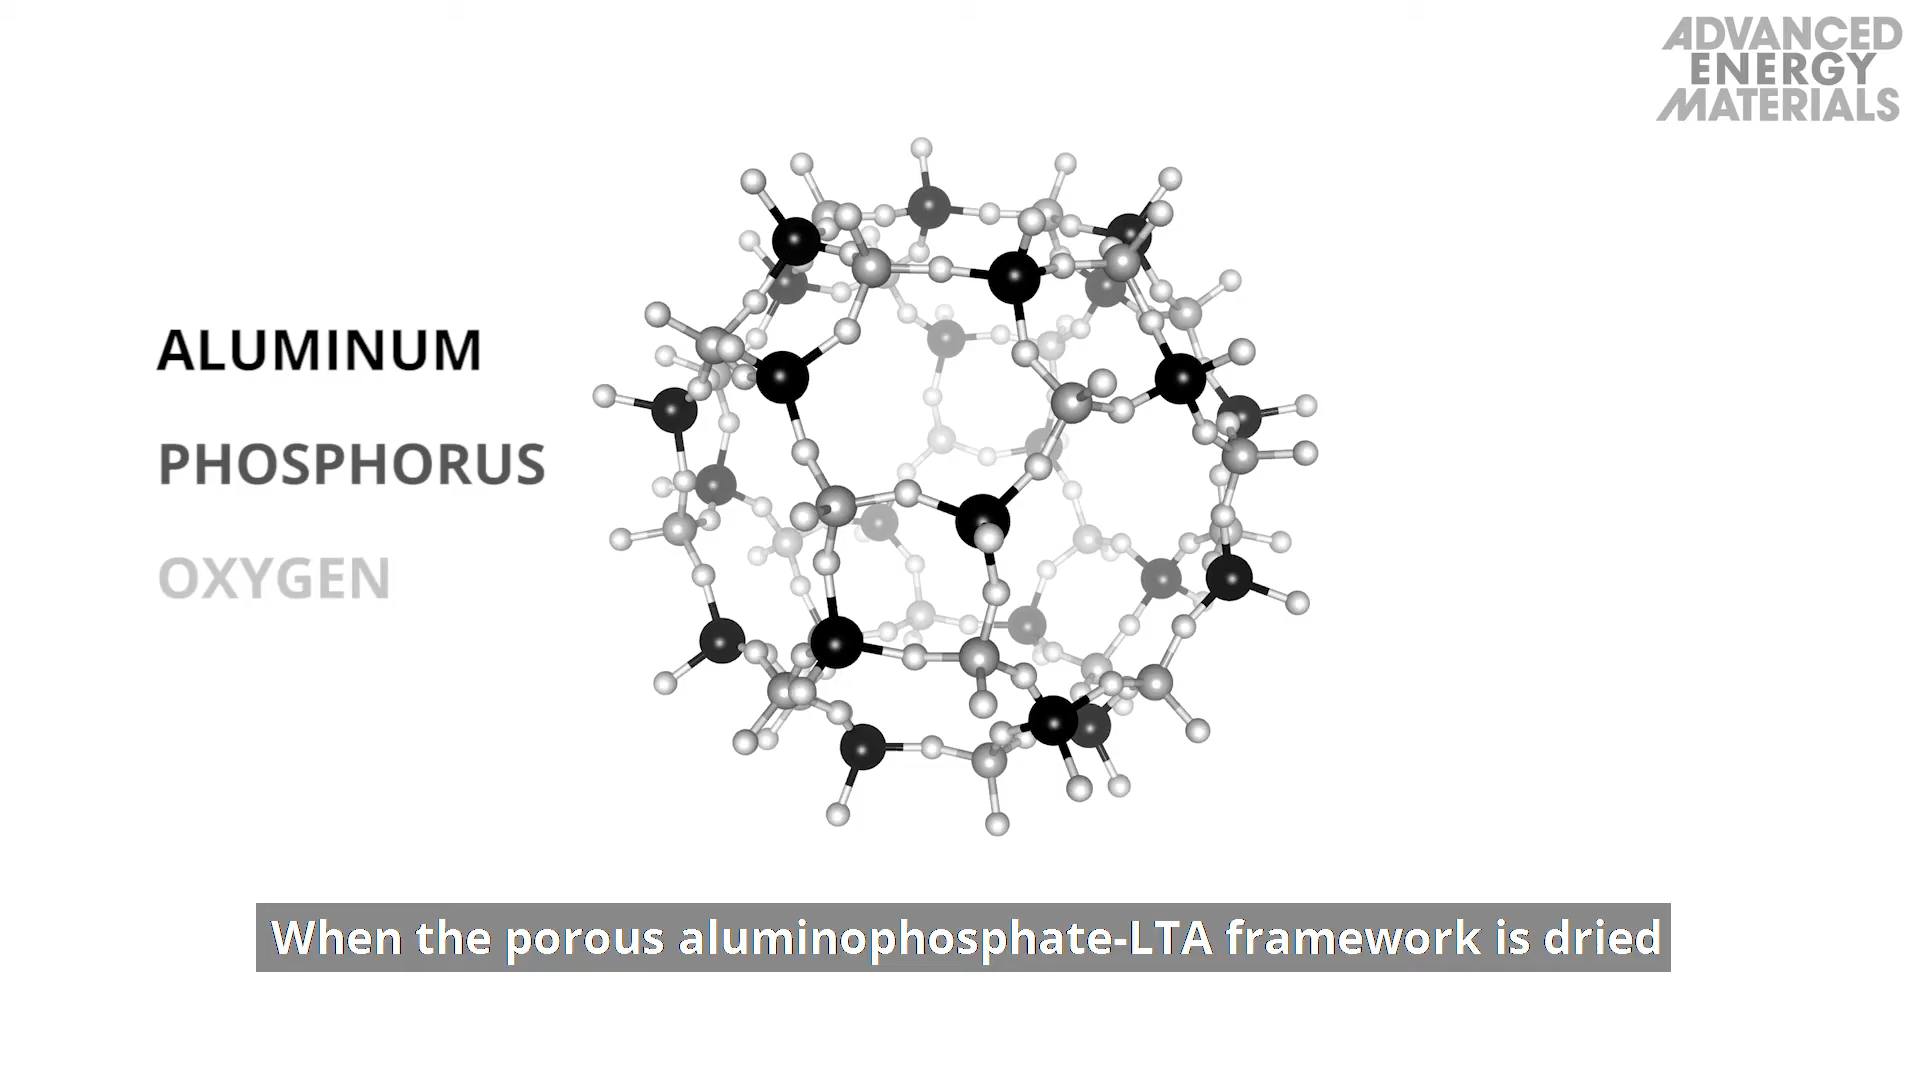 ADVANCED
ENERGY
MATERIALS
ALUMINUM
PHOSPHORUS
OXYGEN
When the porous aluminophosphate-LTA framework is dried